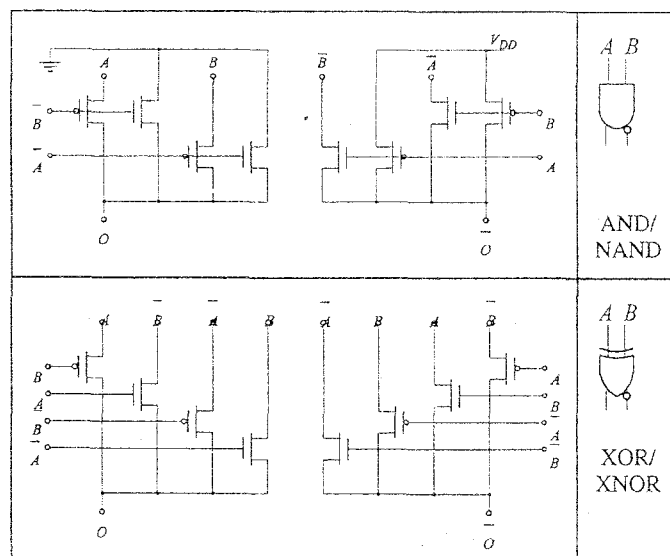 A B B̅ A̅ V_DD A B
B̅ B
A̅ A
O O̅
AND/
NAND
A B̅ A̅ B A̅ B A B̅ A B
B A
A B
B̅ A̅
A̅ B̅
O O̅
XOR/
XNOR